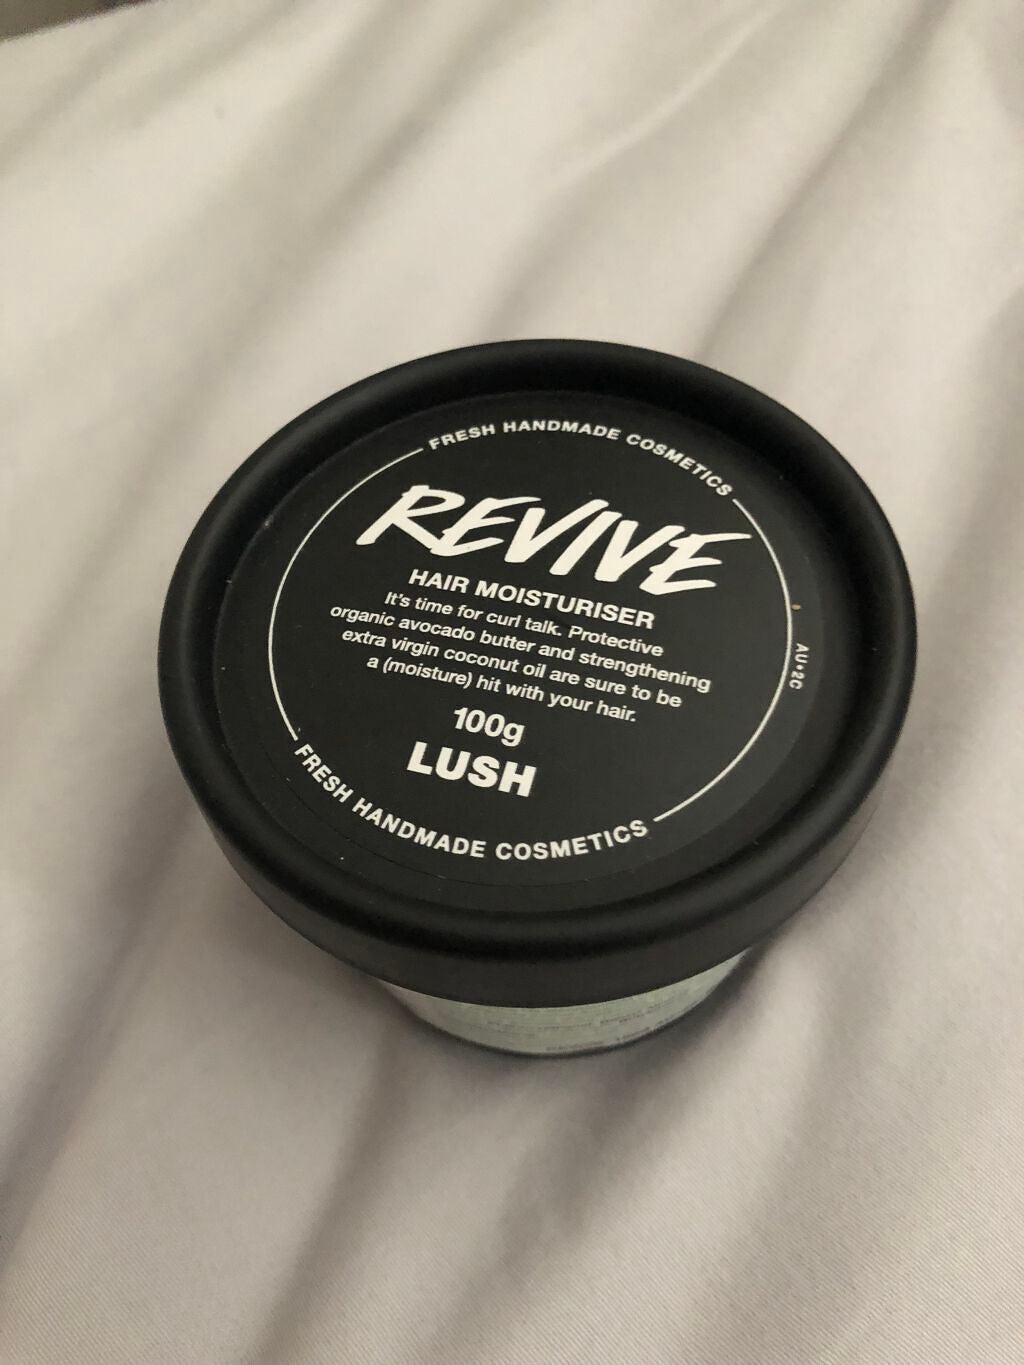 FRESH HANDMADE COSMETICS
REVIVE
HAIR MOISTURISER
It's time for curl talk. Protective
organic avocado butter and strengthening
extra virgin coconut oil are sure to be
a (moisture) hit with your hair.
100g
LUSH
FRESH HANDMADE COSMETICS
AU•2C